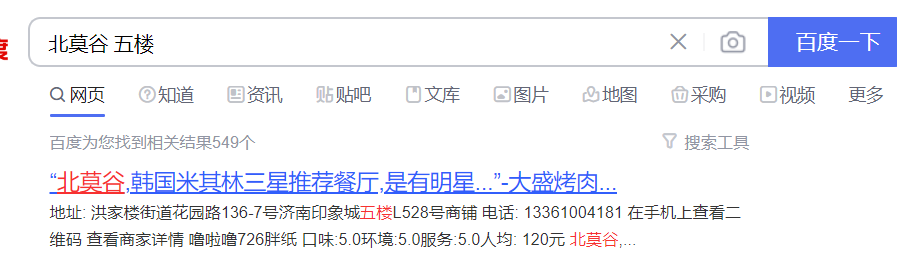 度
北莫谷 五楼 百度一下
网页 知道 资讯 贴吧 文库 图片 地图 采购 视频 更多
百度为您找到相关结果549个 搜索工具
“北莫谷,韩国米其林三星推荐餐厅,是有明星...”-大盛烤肉...
地址: 洪家楼街道花园路136-7号济南印象城五楼L528号商铺 电话: 13361004181 在手机上查看二
维码 查看商家详情 噜啦噜726胖纸 口味:5.0环境:5.0服务:5.0人均: 120元 北莫谷,...